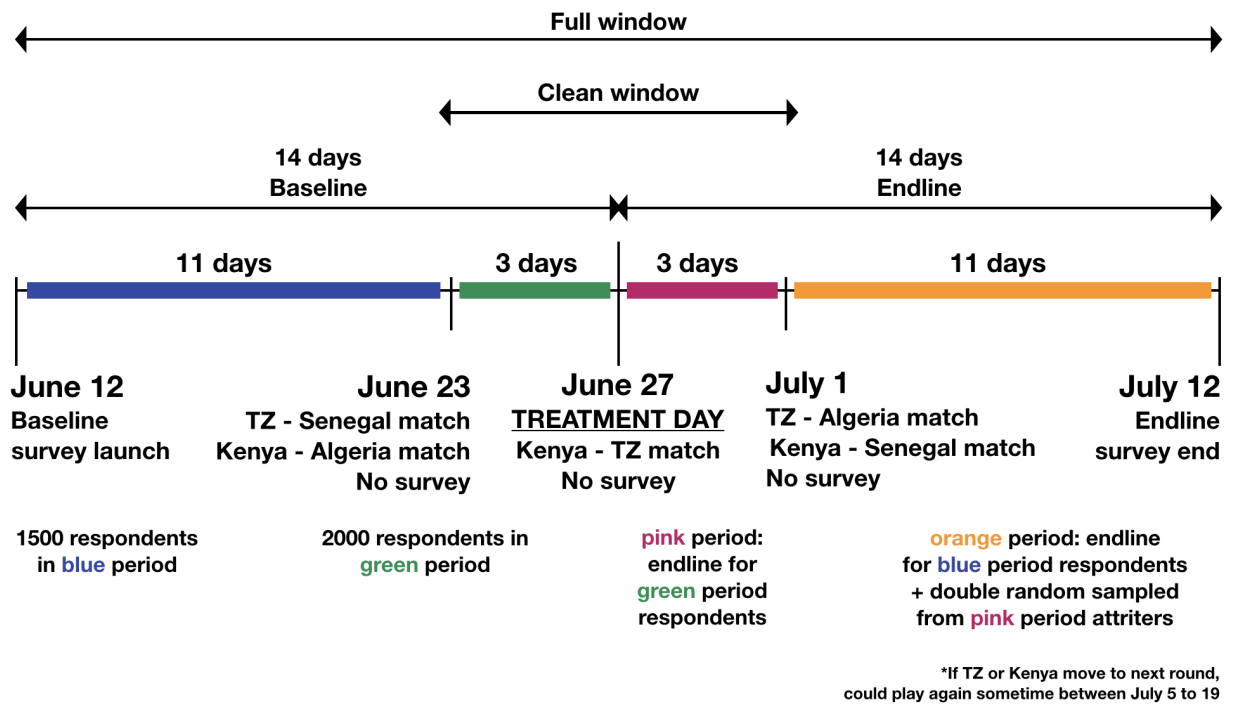 Full window
Clean window
14 days
Baseline
14 days
Endline
11 days
3 days
3 days
11 days
June 12
Baseline
survey launch
June 23
TZ - Senegal match
Kenya - Algeria match
No survey
June 27
TREATMENT DAY
Kenya - TZ match
No survey
July 1
TZ - Algeria match
Kenya - Senegal match
No survey
July 12
Endline
survey end
1500 respondents
in blue period
2000 respondents in
green period
pink period:
endline for
green period
respondents
orange period: endline
for blue period respondents
+ double random sampled
from pink period attriters
*If TZ or Kenya move to next round,
could play again sometime between July 5 to 19